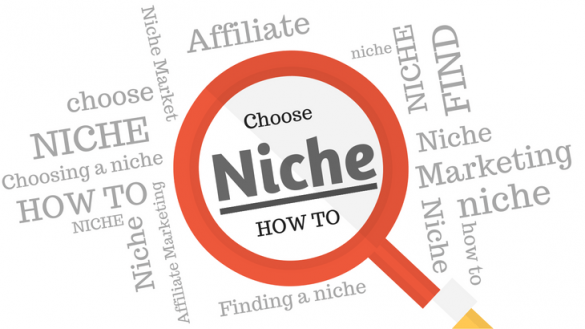 Affiliate
Niche Market
choose
NICHE
Choosing a niche
HOW TO
NICHE
Niche
Affiliate Marketing
Choose
Niche
HOW TO
Finding a niche
niche
NICHE
FIND
Niche
Marketing
niche
Niche
how to